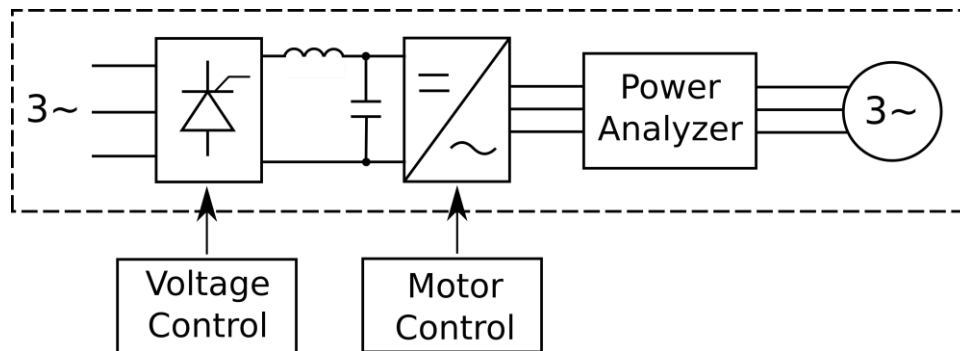 3~
Power
Analyzer
3~
Voltage
Control
Motor
Control